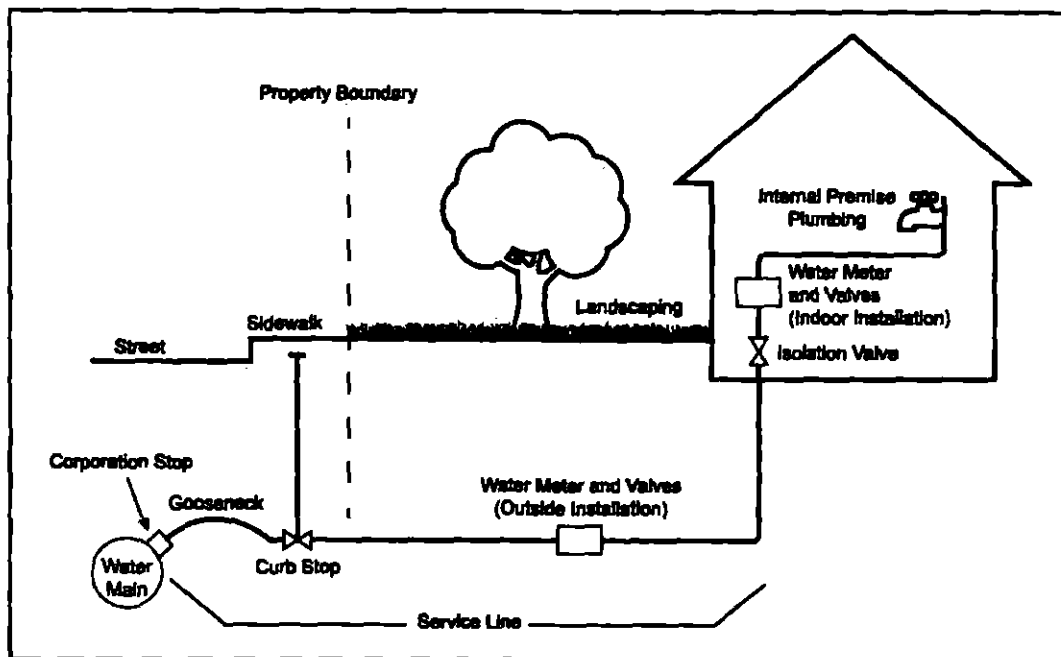 Property Boundary
Internal Premise
Plumbing
Water Meter
and Valves
(Indoor Installation)
Landscaping
Sidewalk
Street
Isolation Valve
Corporation Stop
Gooseneck
Water Meter and Valves
(Outside Installation)
Water
Main
Curb Stop
Service Line